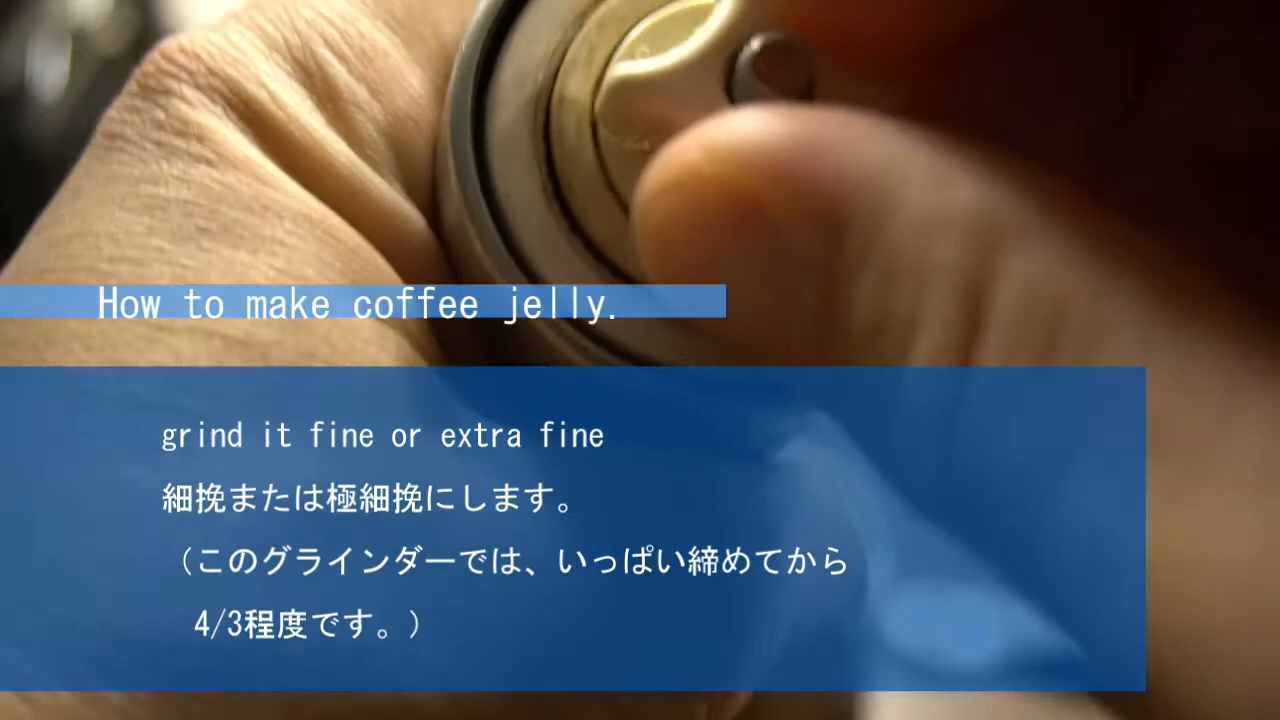 How to make coffee jelly.
grind it fine or extra fine
細挽または極細挽にします。
（このグラインダーでは、いっぱい締めてから
4/3程度です。）